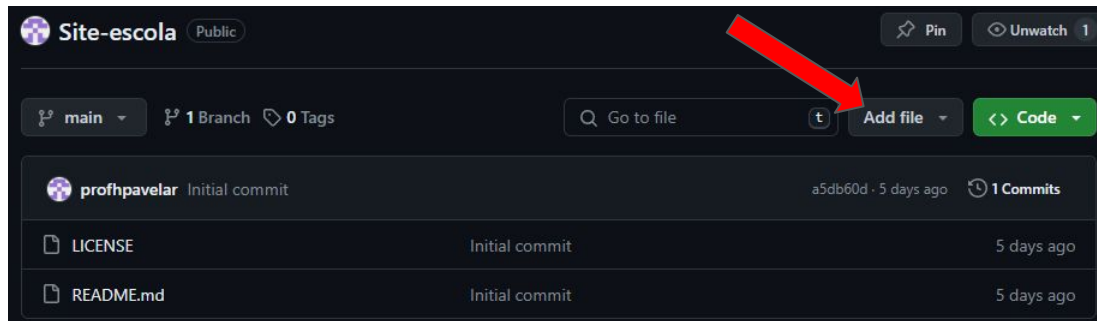 Site-escola Public Pin Unwatch 1
main 1 Branch 0 Tags Go to file t Add file <> Code
profhpavelar Initial commit a5db60d · 5 days ago 1 Commits
LICENSE Initial commit 5 days ago
README.md Initial commit 5 days ago